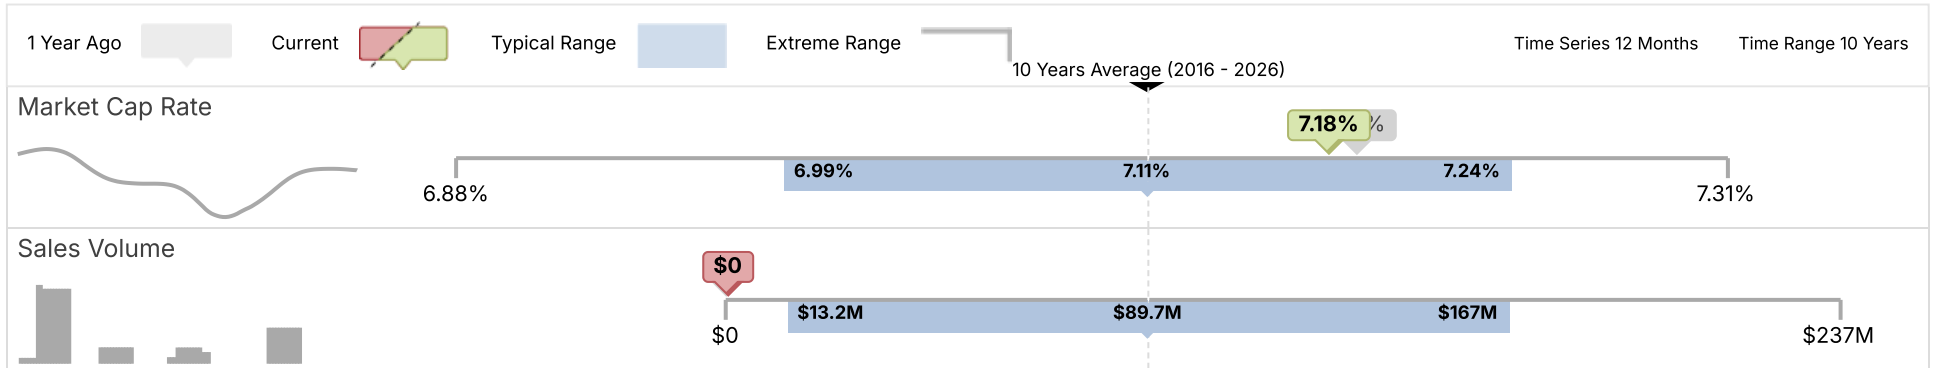 1 Year Ago Current Typical Range Extreme Range Time Series 12 Months Time Range 10 Years
10 Years Average (2016 - 2026)
Market Cap Rate
7.18% %
6.99% 7.11% 7.24%
6.88% 7.31%
Sales Volume
$0
$13.2M $89.7M $167M
$0 $237M